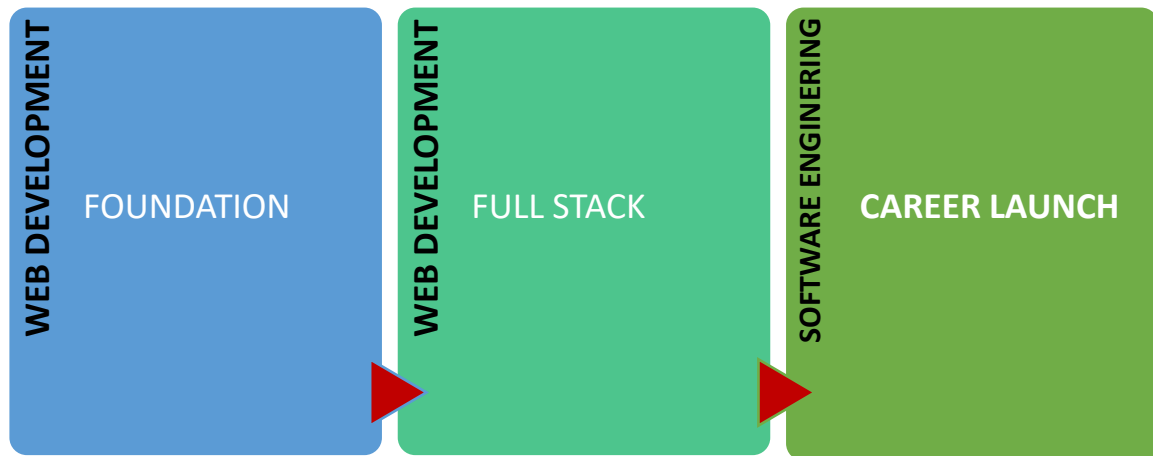 WEB DEVELOPMENT
FOUNDATION
WEB DEVELOPMENT
FULL STACK
SOFTWARE ENGINERING
CAREER LAUNCH